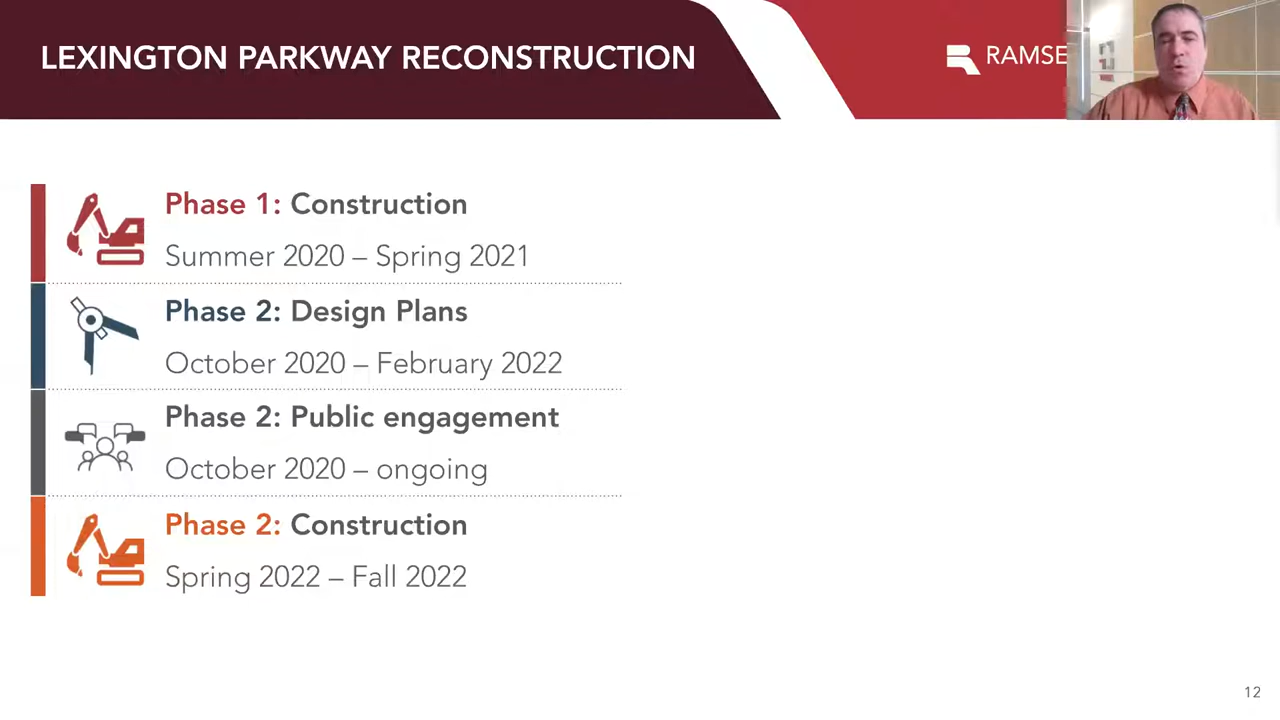 LEXINGTON PARKWAY RECONSTRUCTION
RAMSE
Phase 1: Construction
Summer 2020 – Spring 2021
Phase 2: Design Plans
October 2020 – February 2022
Phase 2: Public engagement
October 2020 – ongoing
Phase 2: Construction
Spring 2022 – Fall 2022
12